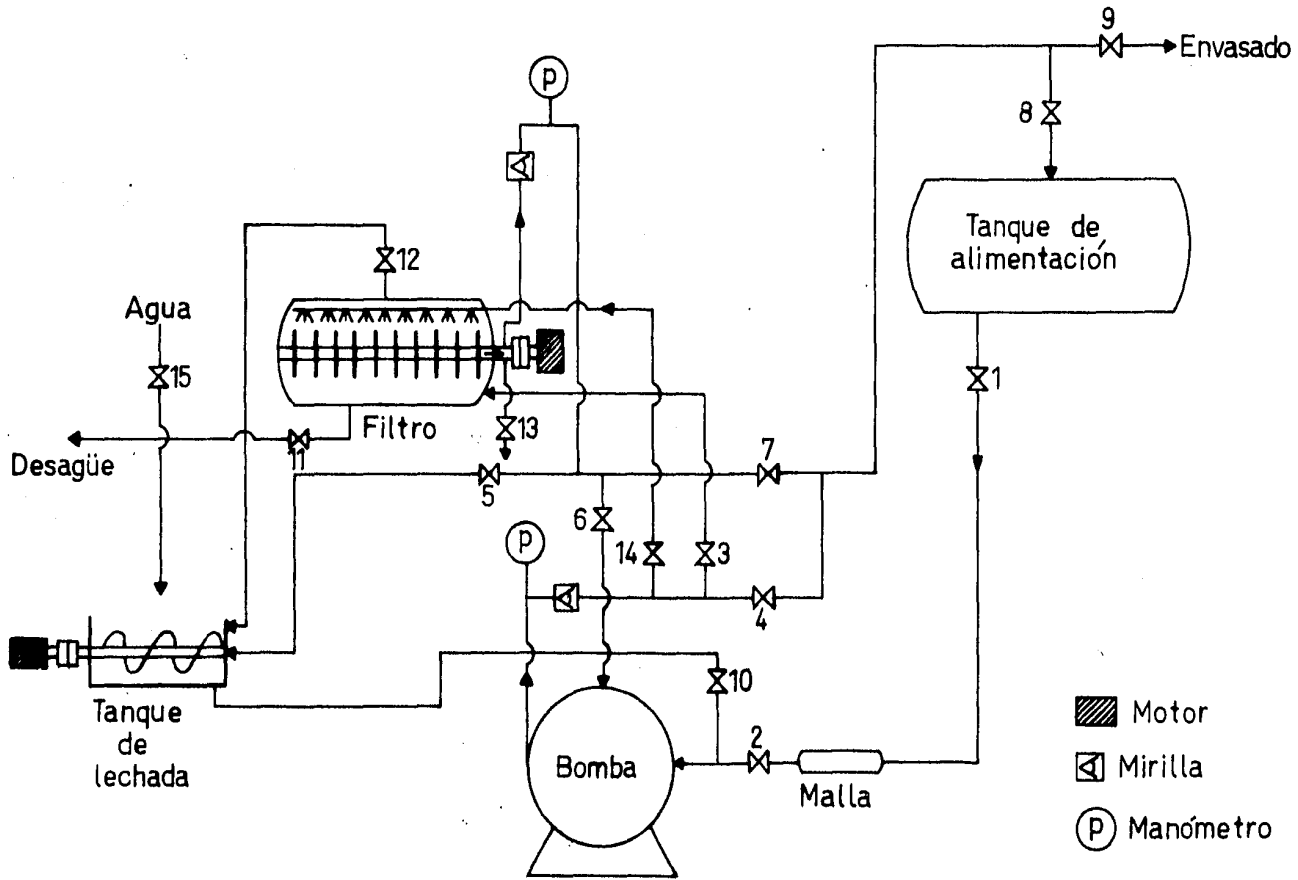 9
Envasado
P
8
Tanque de
alimentación
12
Agua
15
1
Filtro
13
Desagüe
11
7
5
6
P
14
3
4
10
Tanque
de
lechada
2
Bomba
Malla
Motor
Mirilla
P
Manómetro